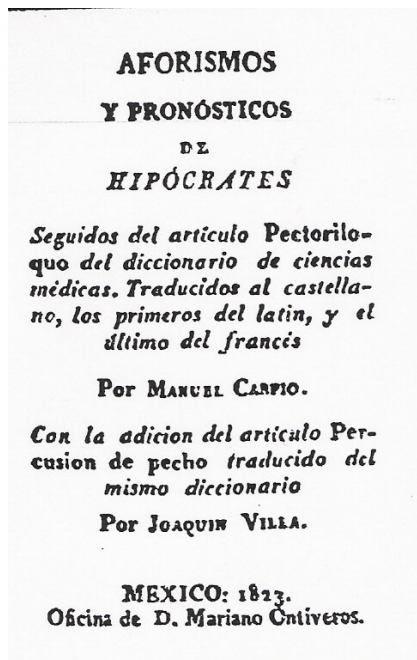 AFORISMOS
Y PRONÓSTICOS
DE
HIPÓCRATES
Seguidos del articulo Pectorilo-
quo del diccionario de ciencias
médicas. Traducidos al castella-
no, los primeros del latin, y el
último del francés
Por MANUEL CARPIO.
Con la adicion del artículo Per-
cusion de pecho traducido del
mismo diccionario
Por JOAQUIN VILLA.
MEXICO: 1823.
Oficina de D. Mariano Ontiveros.